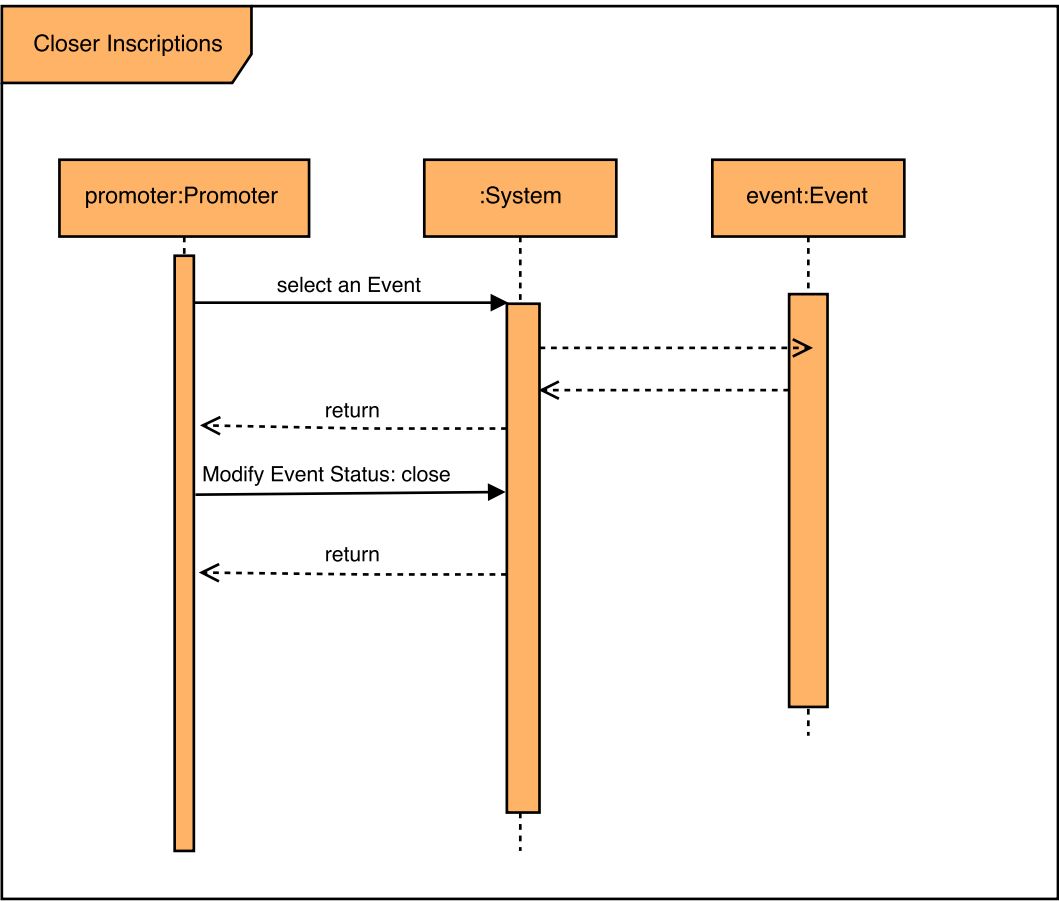 Closer Inscriptions
promoter:Promoter
:System
event:Event
select an Event
return
Modify Event Status: close
return